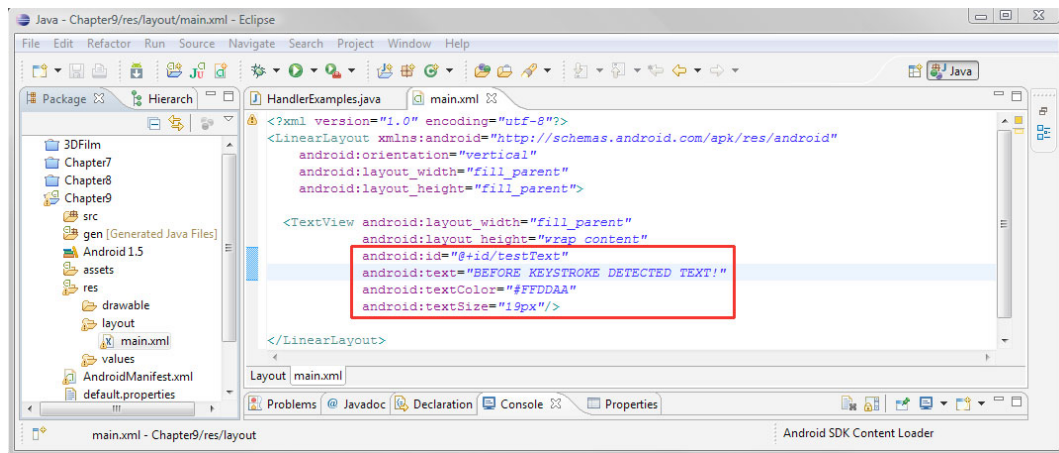 Java - Chapter9/res/layout/main.xml - Eclipse
File Edit Refactor Run Source Navigate Search Project Window Help
Java
Package Hierarch
HandlerExamples.java main.xml
3DFilm
Chapter7
Chapter8
Chapter9
src
gen [Generated Java Files]
Android 1.5
assets
res
drawable
layout
main.xml
values
AndroidManifest.xml
default.properties
<?xml version="1.0" encoding="utf-8"?>
<LinearLayout xmlns:android="http://schemas.android.com/apk/res/android"
android:orientation="vertical"
android:layout_width="fill_parent"
android:layout_height="fill_parent">
<TextView android:layout_width="fill_parent"
android:layout_height="wrap_content"
android:id="@+id/testText"
android:text="BEFORE KEYSTROKE DETECTED TEXT!"
android:textColor="#FFDDAA"
android:textSize="19px"/>
</LinearLayout>
Layout main.xml
Problems @ Javadoc Declaration Console Properties
main.xml - Chapter9/res/layout
Android SDK Content Loader